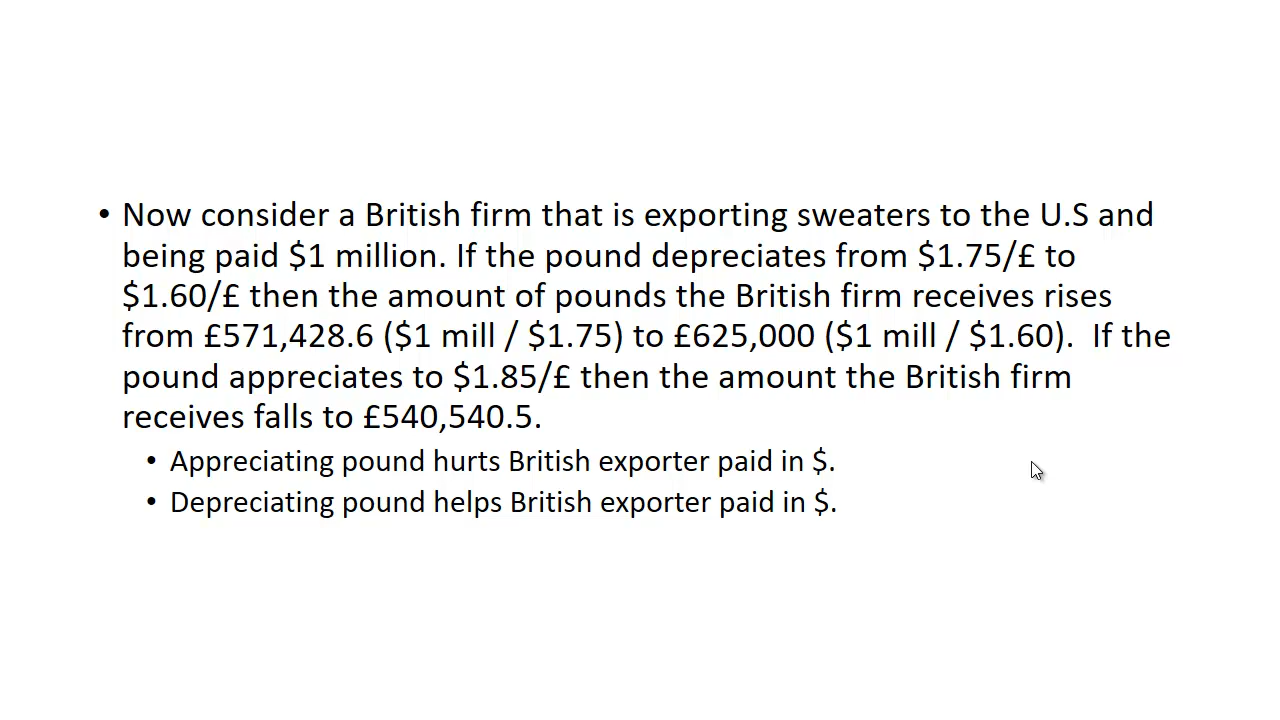 • Now consider a British firm that is exporting sweaters to the U.S and
being paid $1 million. If the pound depreciates from $1.75/£ to
$1.60/£ then the amount of pounds the British firm receives rises
from £571,428.6 ($1 mill / $1.75) to £625,000 ($1 mill / $1.60).  If the
pound appreciates to $1.85/£ then the amount the British firm
receives falls to £540,540.5.
• Appreciating pound hurts British exporter paid in $.
• Depreciating pound helps British exporter paid in $.